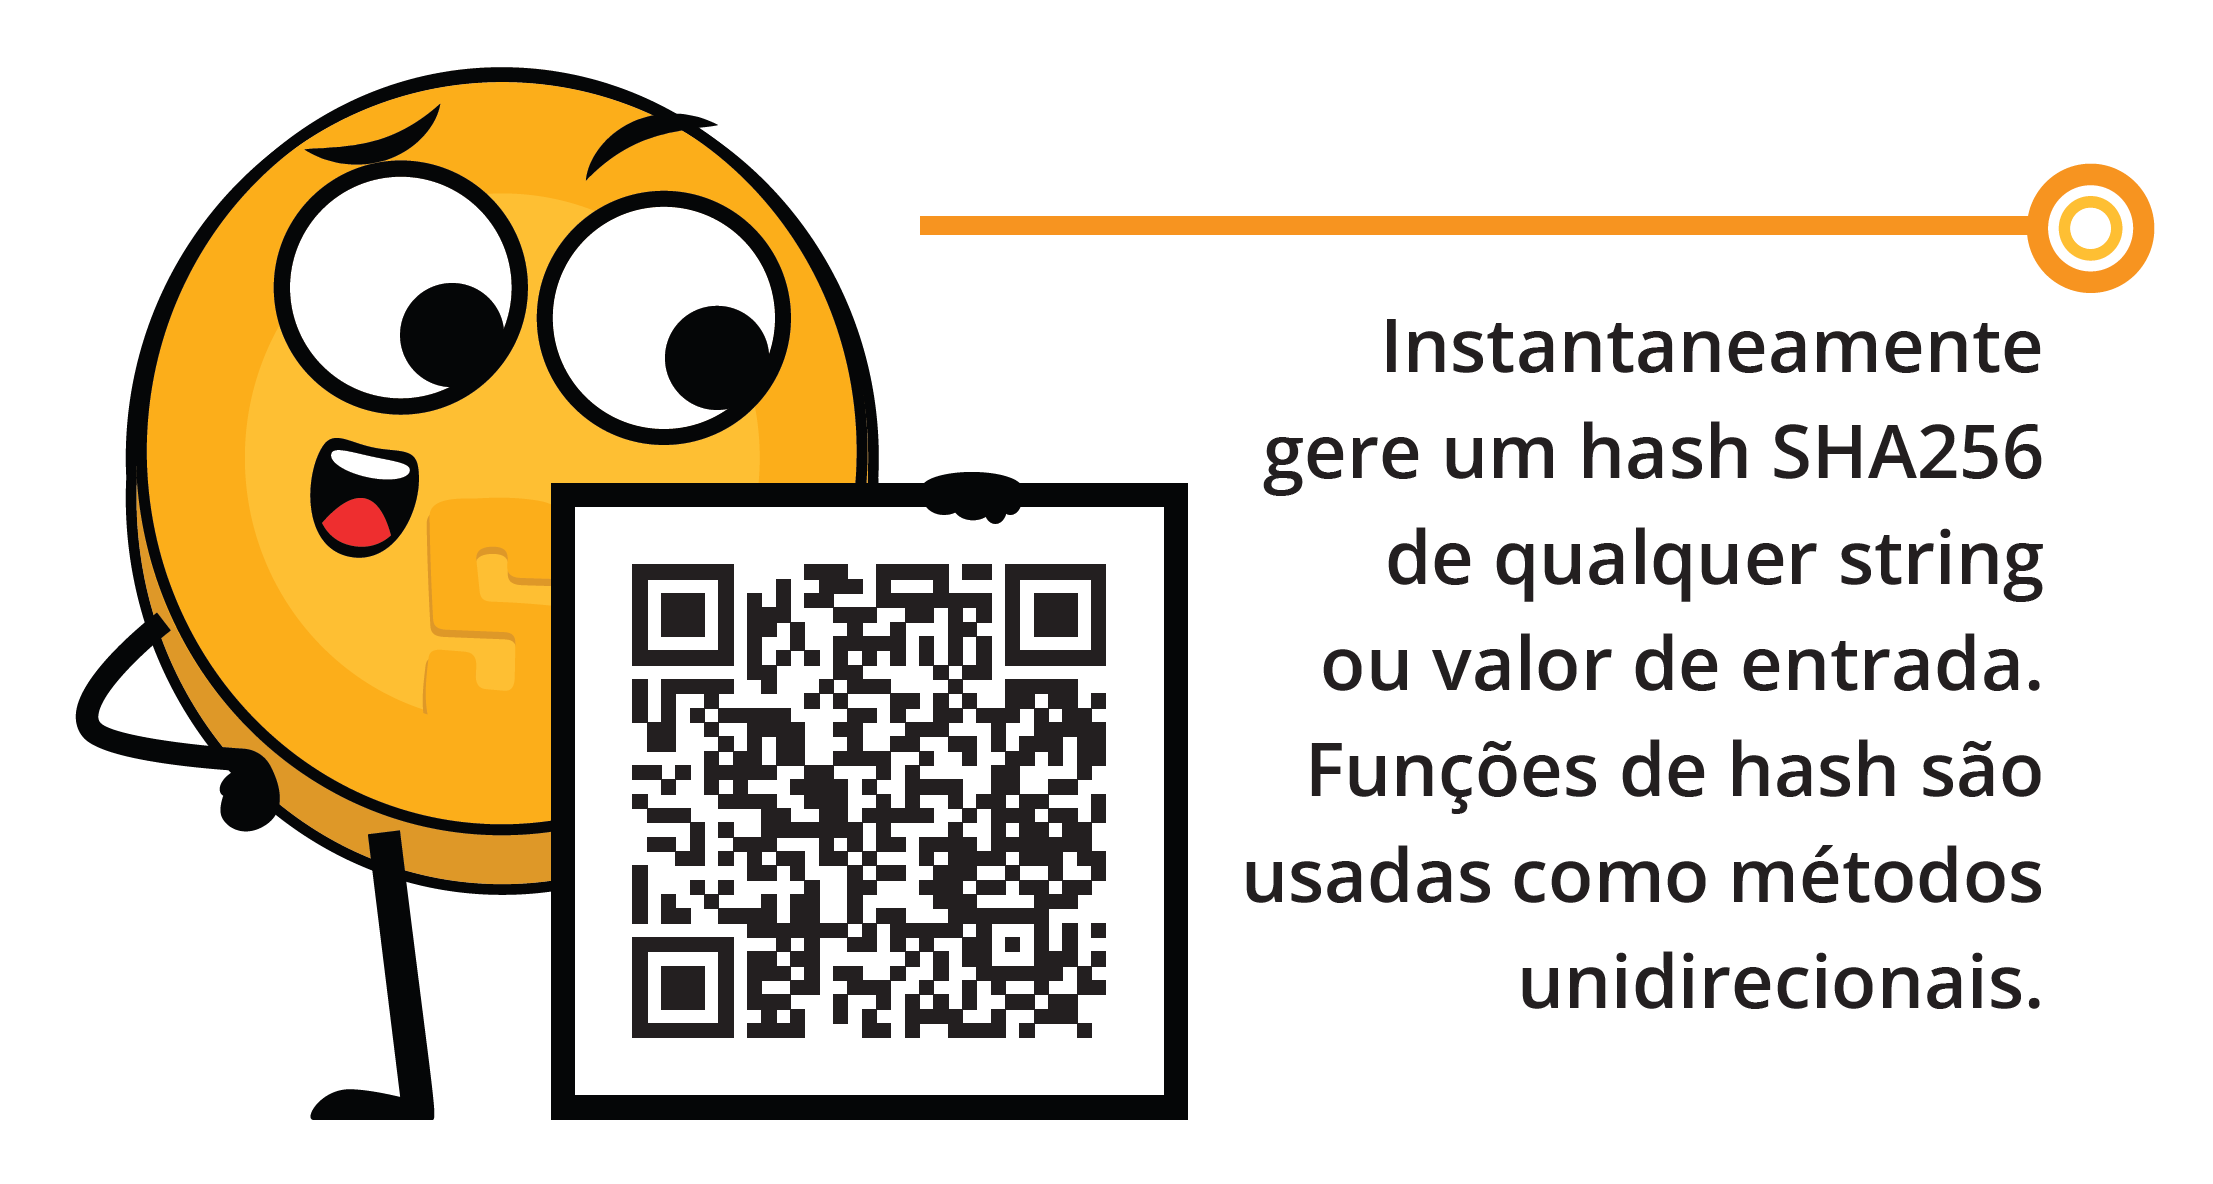 Instantaneamente
gere um hash SHA256
de qualquer string
ou valor de entrada.
Funções de hash são
usadas como métodos
unidirecionais.